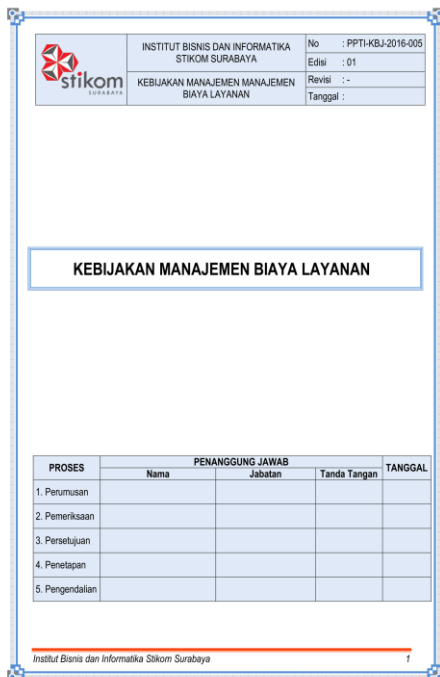 stikom
SURABAYA
INSTITUT BISNIS DAN INFORMATIKA
STIKOM SURABAYA
KEBIJAKAN MANAJEMEN MANAJEMEN
BIAYA LAYANAN
No : PPTI-KBJ-2016-005
Edisi : 01
Revisi : -
Tanggal :
KEBIJAKAN MANAJEMEN BIAYA LAYANAN
PROSES
PENANGGUNG JAWAB
TANGGAL
Nama Jabatan Tanda Tangan
1. Perumusan
2. Pemeriksaan
3. Persetujuan
4. Penetapan
5. Pengendalian
Institut Bisnis dan Informatika Stikom Surabaya 1